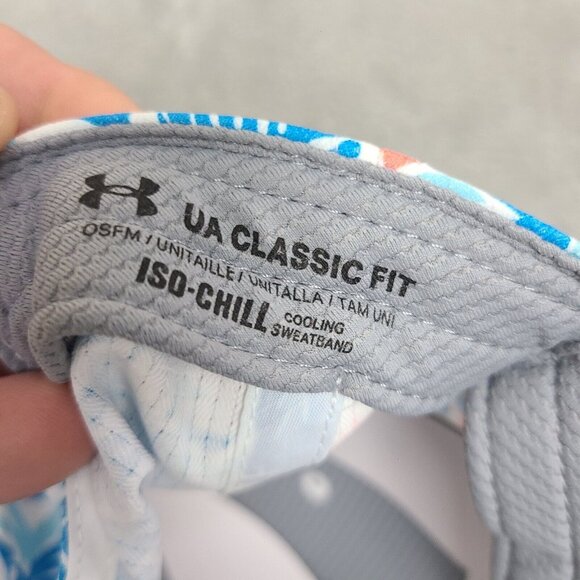 UA CLASSIC FIT
OSFM / UNITAILLE / UNITALLA / TAM UNI
ISO-CHILL COOLING
SWEATBAND